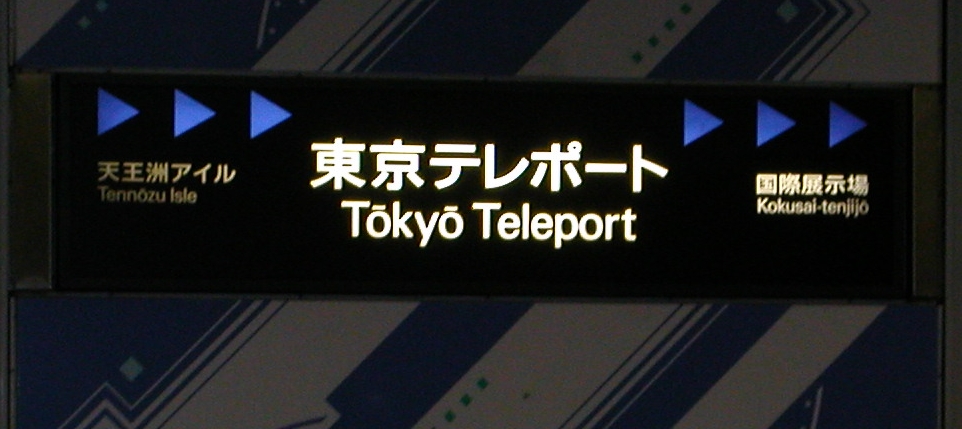 天王洲アイル
Tennōzu Isle
東京テレポート
Tōkyō Teleport
国際展示場
Kokusai-tenjijō